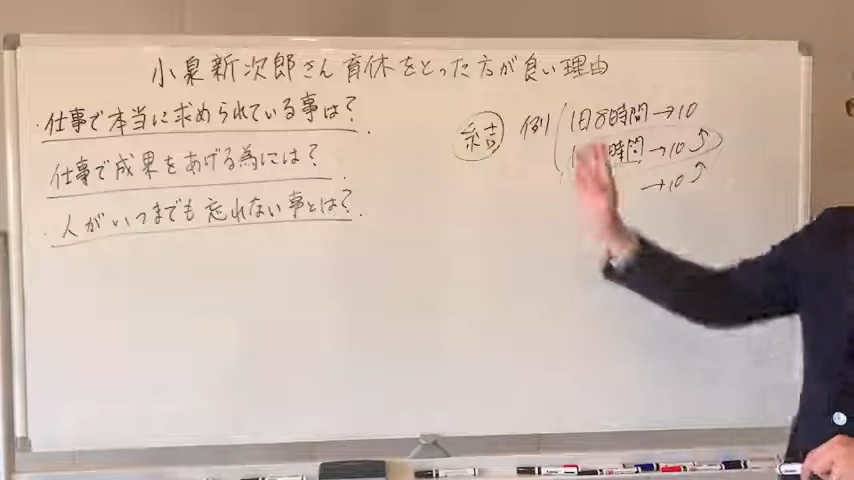 小泉新次郎さん育休をとった方が良い理由
・仕事で本当に求められている事は?
仕事で成果をあげる為には?
・人がいつまでも忘れない事とは?
結 例 1日8時間→10
1 時間→10
→10